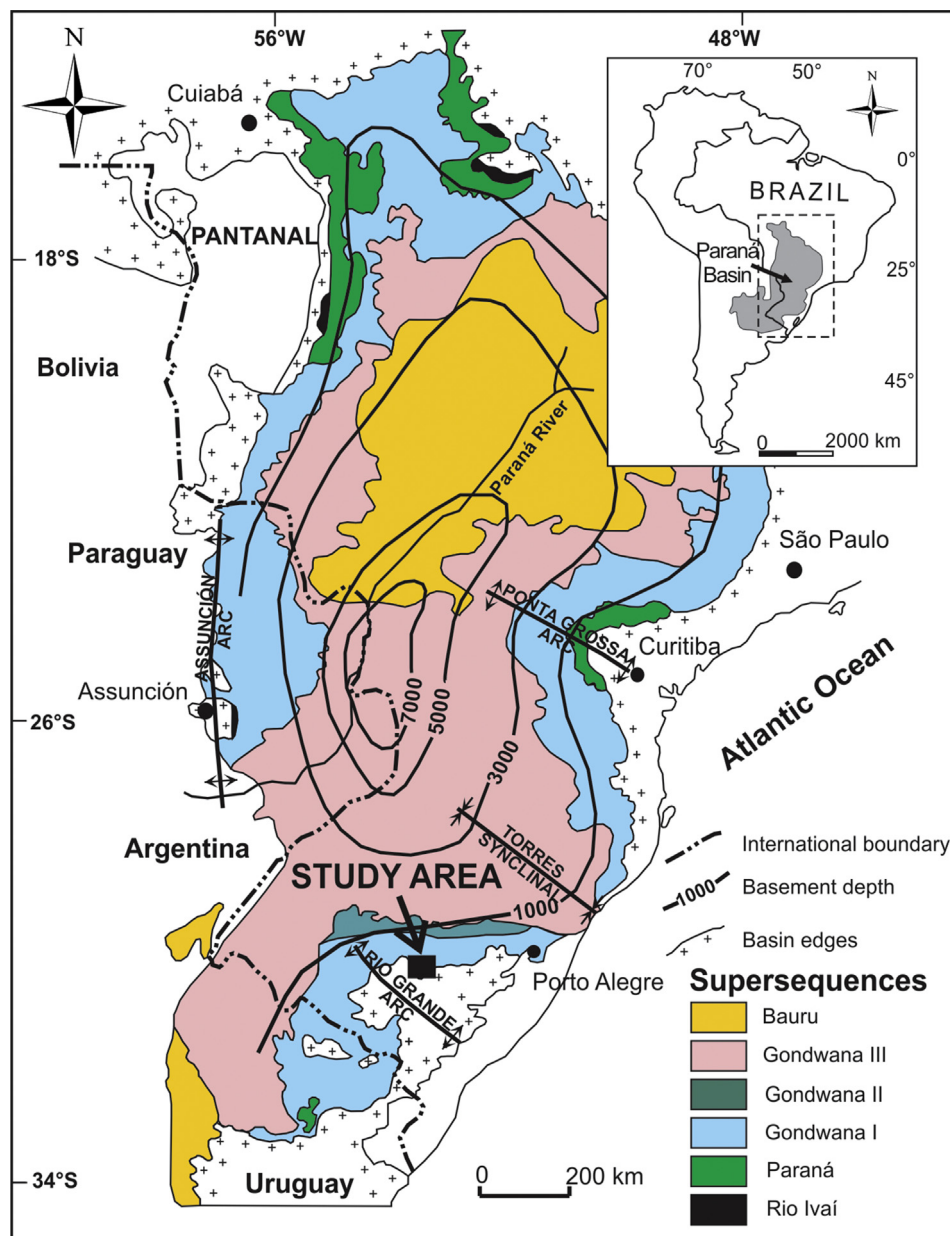 56°W
48°W
N
Cuiabá
70°
50°
N
0°
BRAZIL
Paraná
Basin
25°
45°
0
2000 km
PANTANAL
18°S
Bolivia
Paraná River
Paraguay
São Paulo
ASSUNCIÓN
ARC
PONTA GROSSA
ARC
Curitiba
Assunción
26°S
7000
5000
3000
Atlantic Ocean
Argentina
TORRES
SYNCLINAL
STUDY AREA
1000
International boundary
1000
Basement depth
Basin edges
Porto Alegre
RIO GRANDE
ARC
Supersequences
Bauru
Gondwana III
Gondwana II
Gondwana I
Paraná
Rio Ivaí
34°S
Uruguay
0
200 km